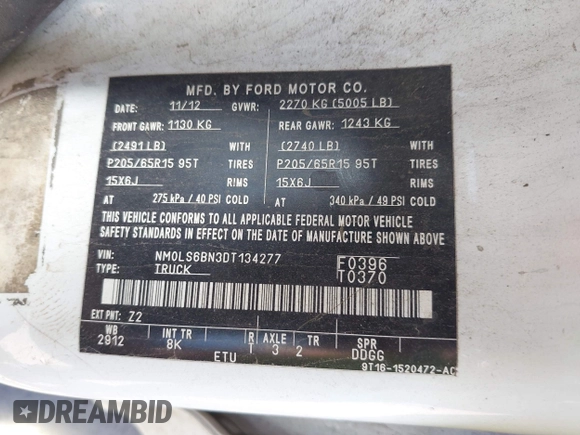 MFD. BY FORD MOTOR CO.
DATE: 11/12 GVWR: 2270 KG (5005 LB)
FRONT GAWR: 1130 KG REAR GAWR: 1243 KG
(2491 LB) WITH (2740 LB) WITH
P205/65R15 95T TIRES P205/65R15 95T TIRES
15X6J RIMS 15X6J RIMS
AT 275 kPa / 40 PSI COLD AT 340 kPa / 49 PSI COLD
THIS VEHICLE CONFORMS TO ALL APPLICABLE FEDERAL MOTOR VEHICLE
SAFETY STANDARDS IN EFFECT ON THE DATE OF MANUFACTURE SHOWN ABOVE.
VIN: NM0LS6BN3DT134277 F0396
TYPE: TRUCK T0370
EXT PNT: Z2
WB INT TR RT AXLE TR SPR
2912 8K 3 2 DDGG
ETU
9T16-1520472-AC
DREAMBID